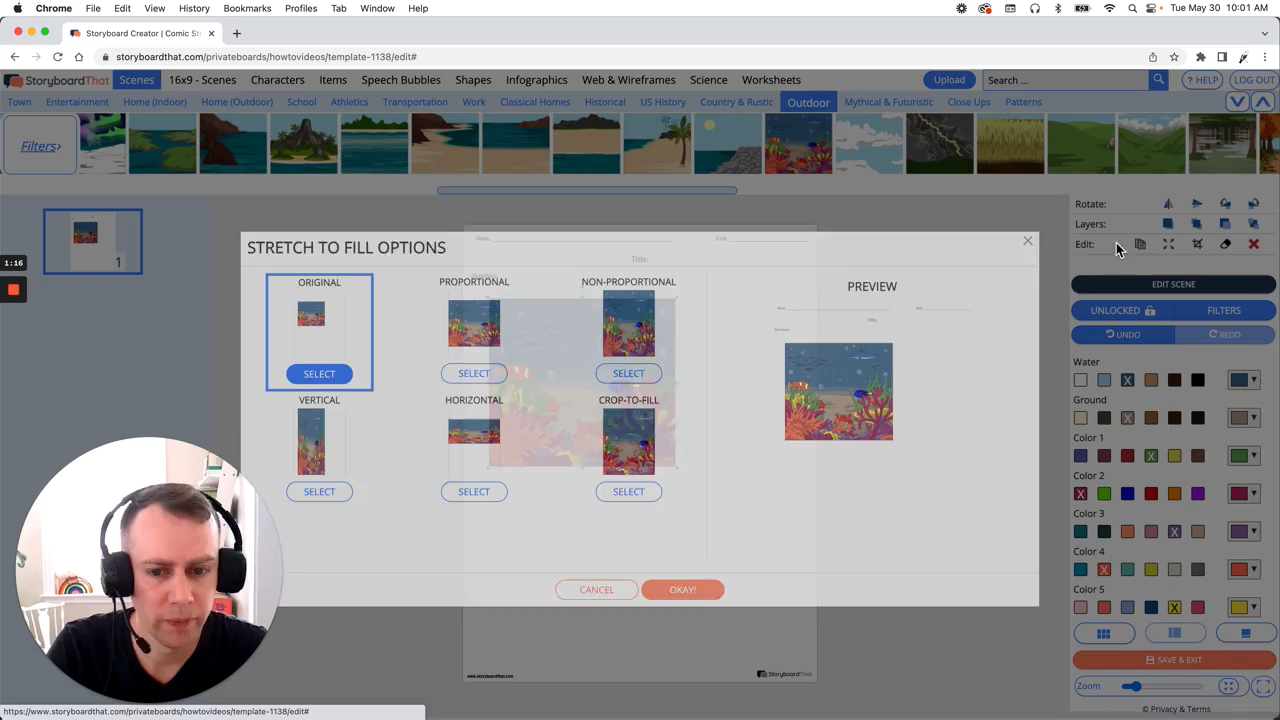 Chrome File Edit View History Bookmarks Profiles Tab Window Help Tue May 30 10:01 AM
Storyboard Creator | Comic St
storyboardthat.com/privateboards/howtovideos/template-1138/edit#
StoryboardThat Scenes 16x9 - Scenes Characters Items Speech Bubbles Shapes Infographics Web & Wireframes Science Worksheets Upload Search ... ? HELP LOG OUT
Town Entertainment Home (Indoor) Home (Outdoor) School Athletics Transportation Work Classical Homes Historical US History Country & Rustic Outdoor Mythical & Futuristic Close Ups Patterns
Filters›
Rotate:
Layers:
Edit:
1
1:16
STRETCH TO FILL OPTIONS
Title:
ORIGINAL PROPORTIONAL NON-PROPORTIONAL
SELECT SELECT SELECT
VERTICAL HORIZONTAL CROP-TO-FILL
SELECT SELECT SELECT
PREVIEW
CANCEL OKAY!
EDIT SCENE
UNLOCKED FILTERS
UNDO REDO
Water
X
Ground
X
Color 1
X
Color 2
X
Color 3
X
Color 4
X
Color 5
X
SAVE & EXIT
Zoom
© Privacy & Terms
www.storyboardthat.com StoryboardThat
https://www.storyboardthat.com/privateboards/howtovideos/template-1138/edit#